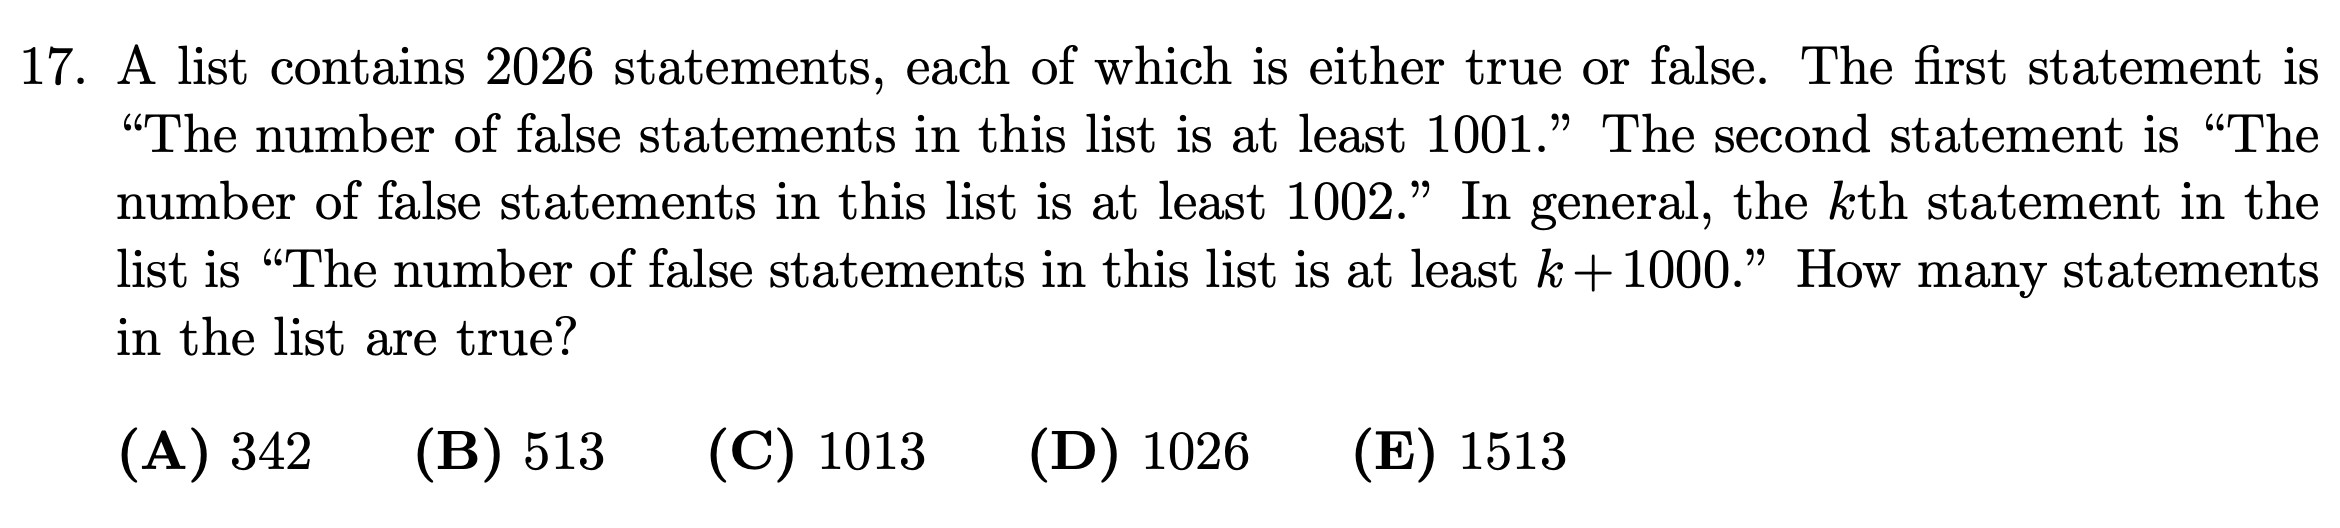 17. A list contains 2026 statements, each of which is either true or false. The first statement is
“The number of false statements in this list is at least 1001.” The second statement is “The
number of false statements in this list is at least 1002.” In general, the kth statement in the
list is “The number of false statements in this list is at least k + 1000.” How many statements
in the list are true?
(A) 342 (B) 513 (C) 1013 (D) 1026 (E) 1513